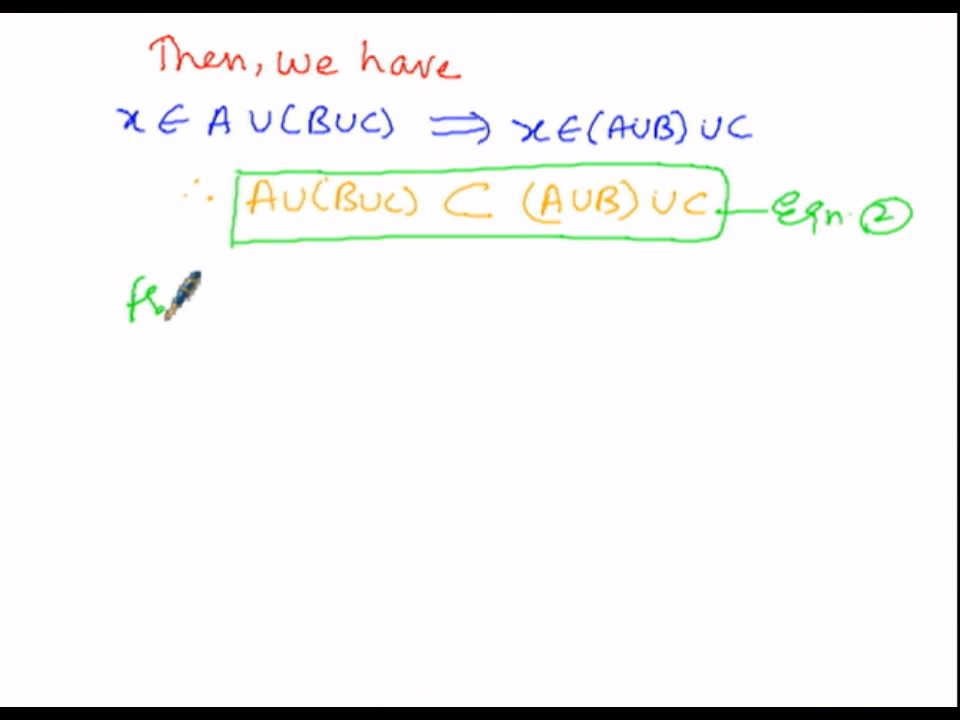 Then, we have
x ∈ A ∪ (B ∪ C) ⟹ x ∈ (A ∪ B) ∪ C
∴ A ∪ (B ∪ C) ⊂ (A ∪ B) ∪ C — Eqn. ②